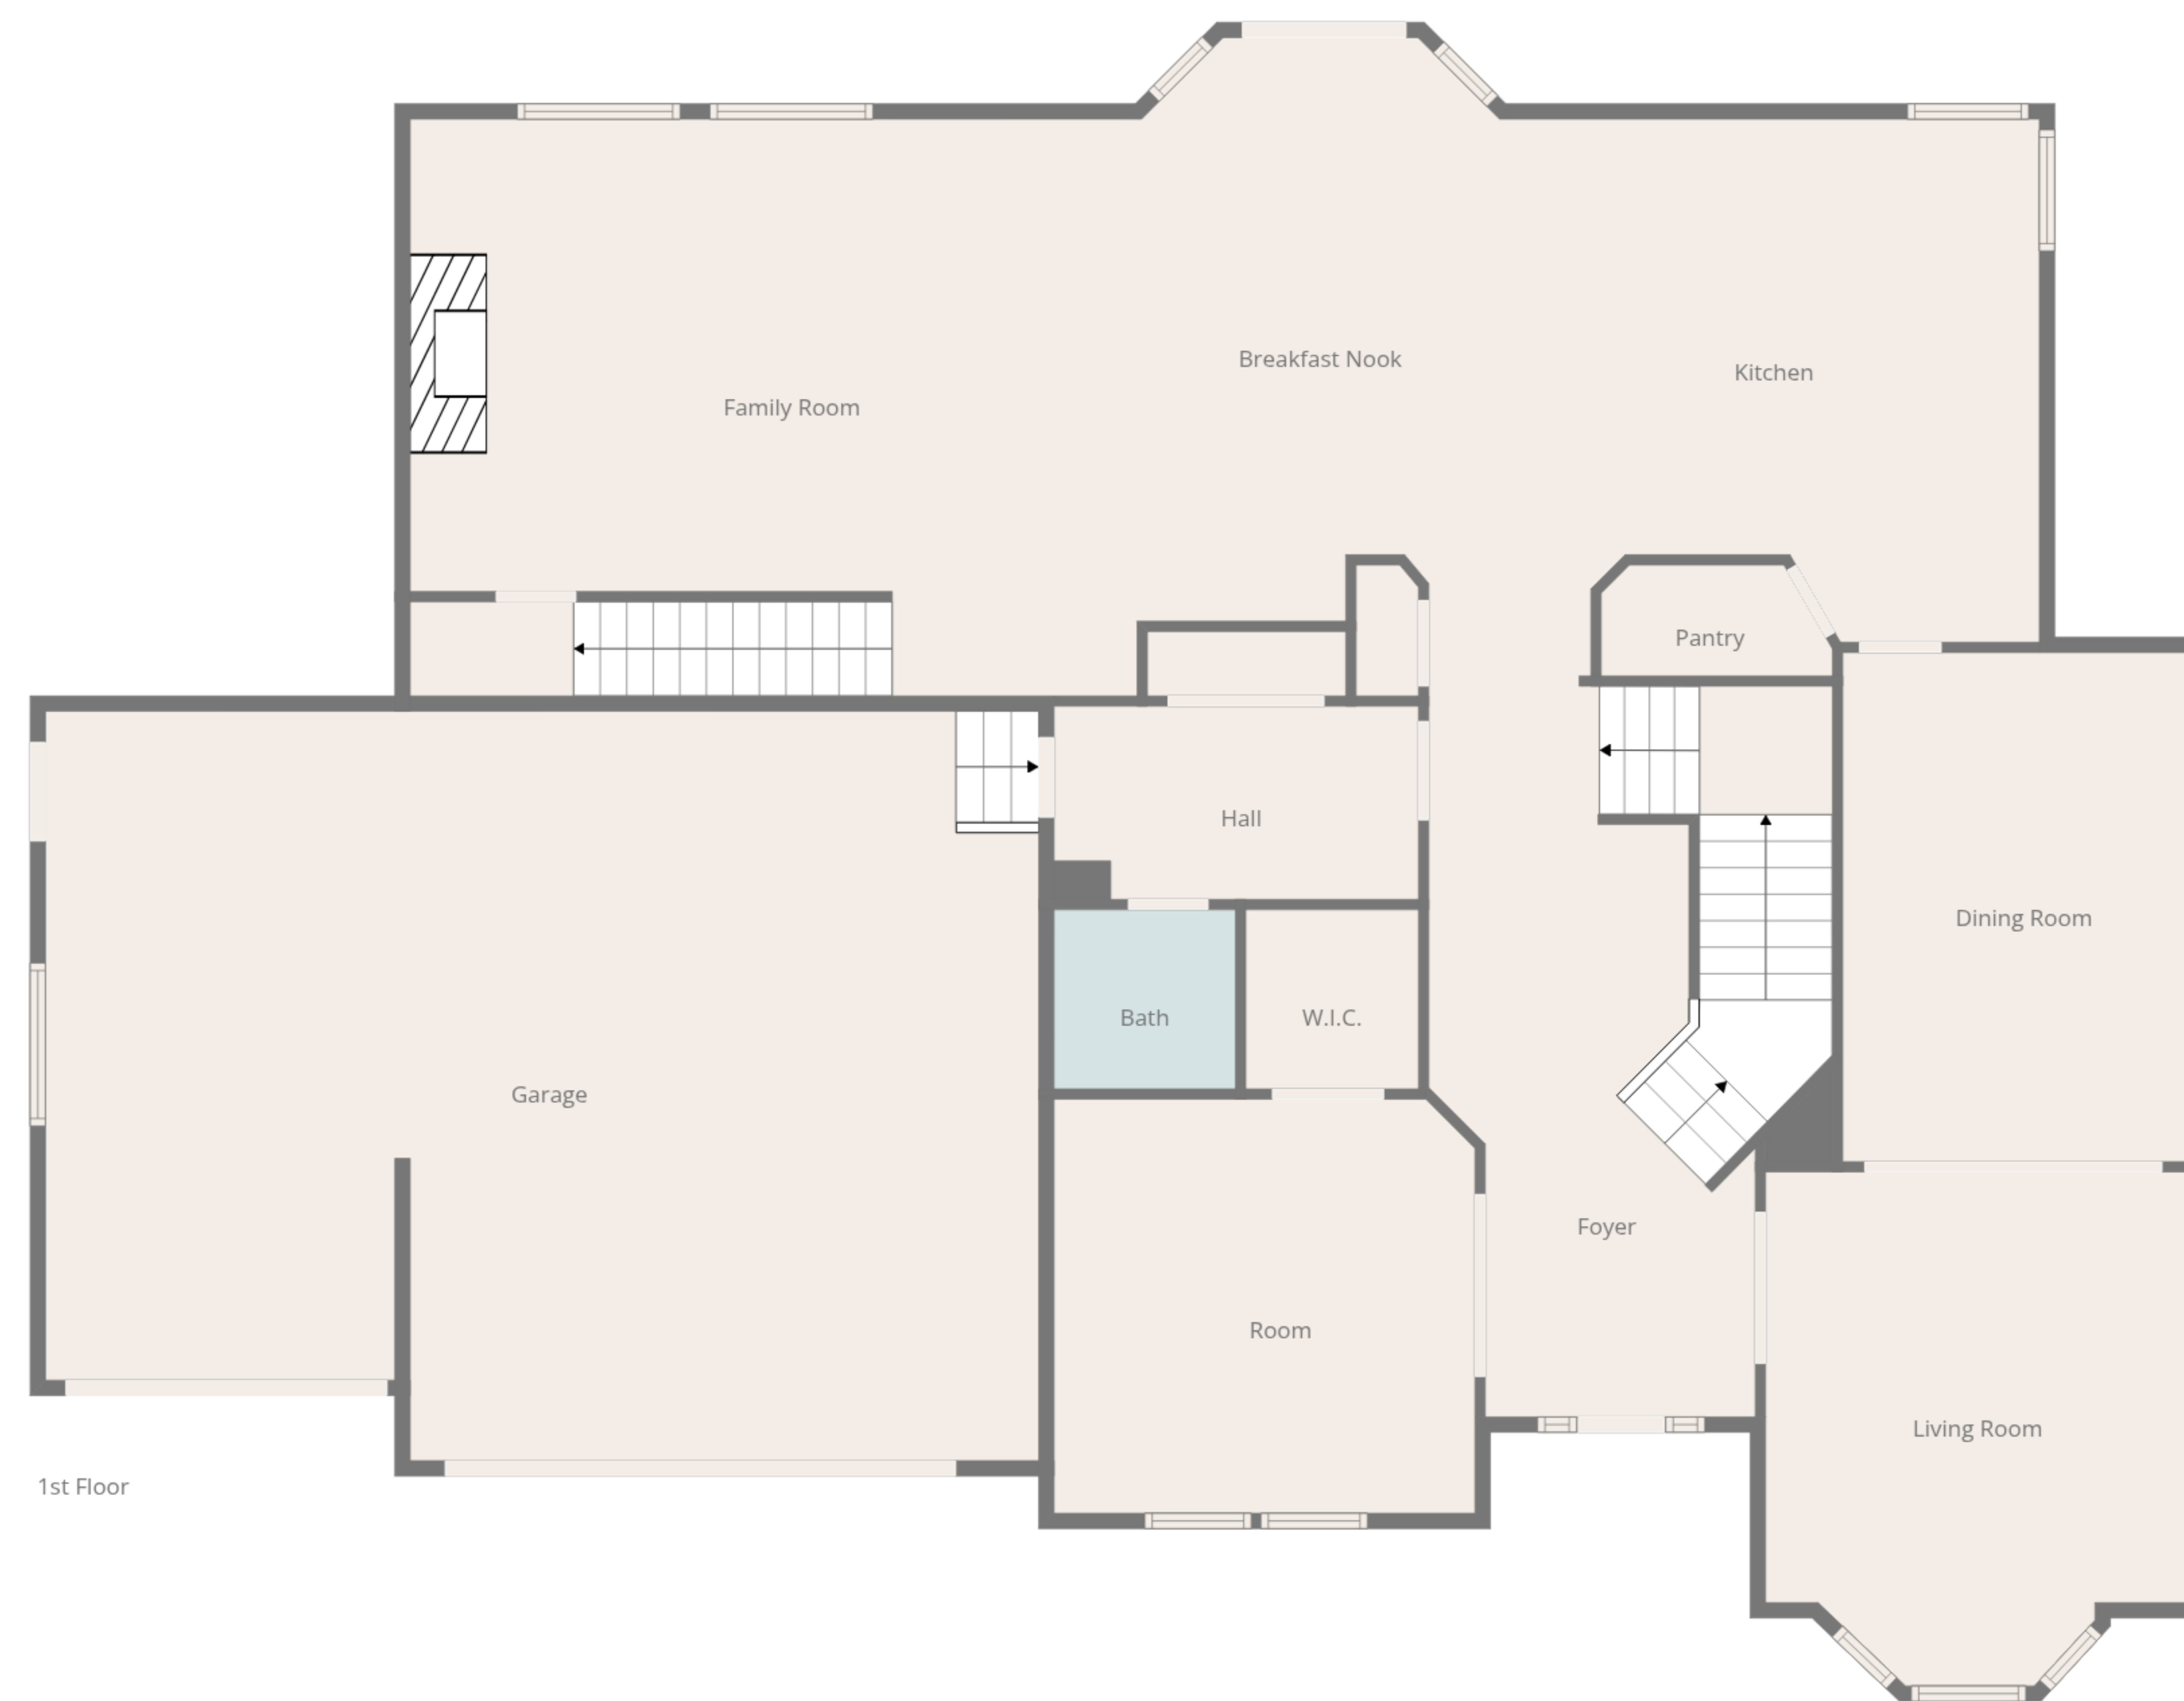 Breakfast Nook
Kitchen
Family Room
Pantry
Hall
Dining Room
Bath
W.I.C.
Garage
Foyer
Room
Living Room
1st Floor